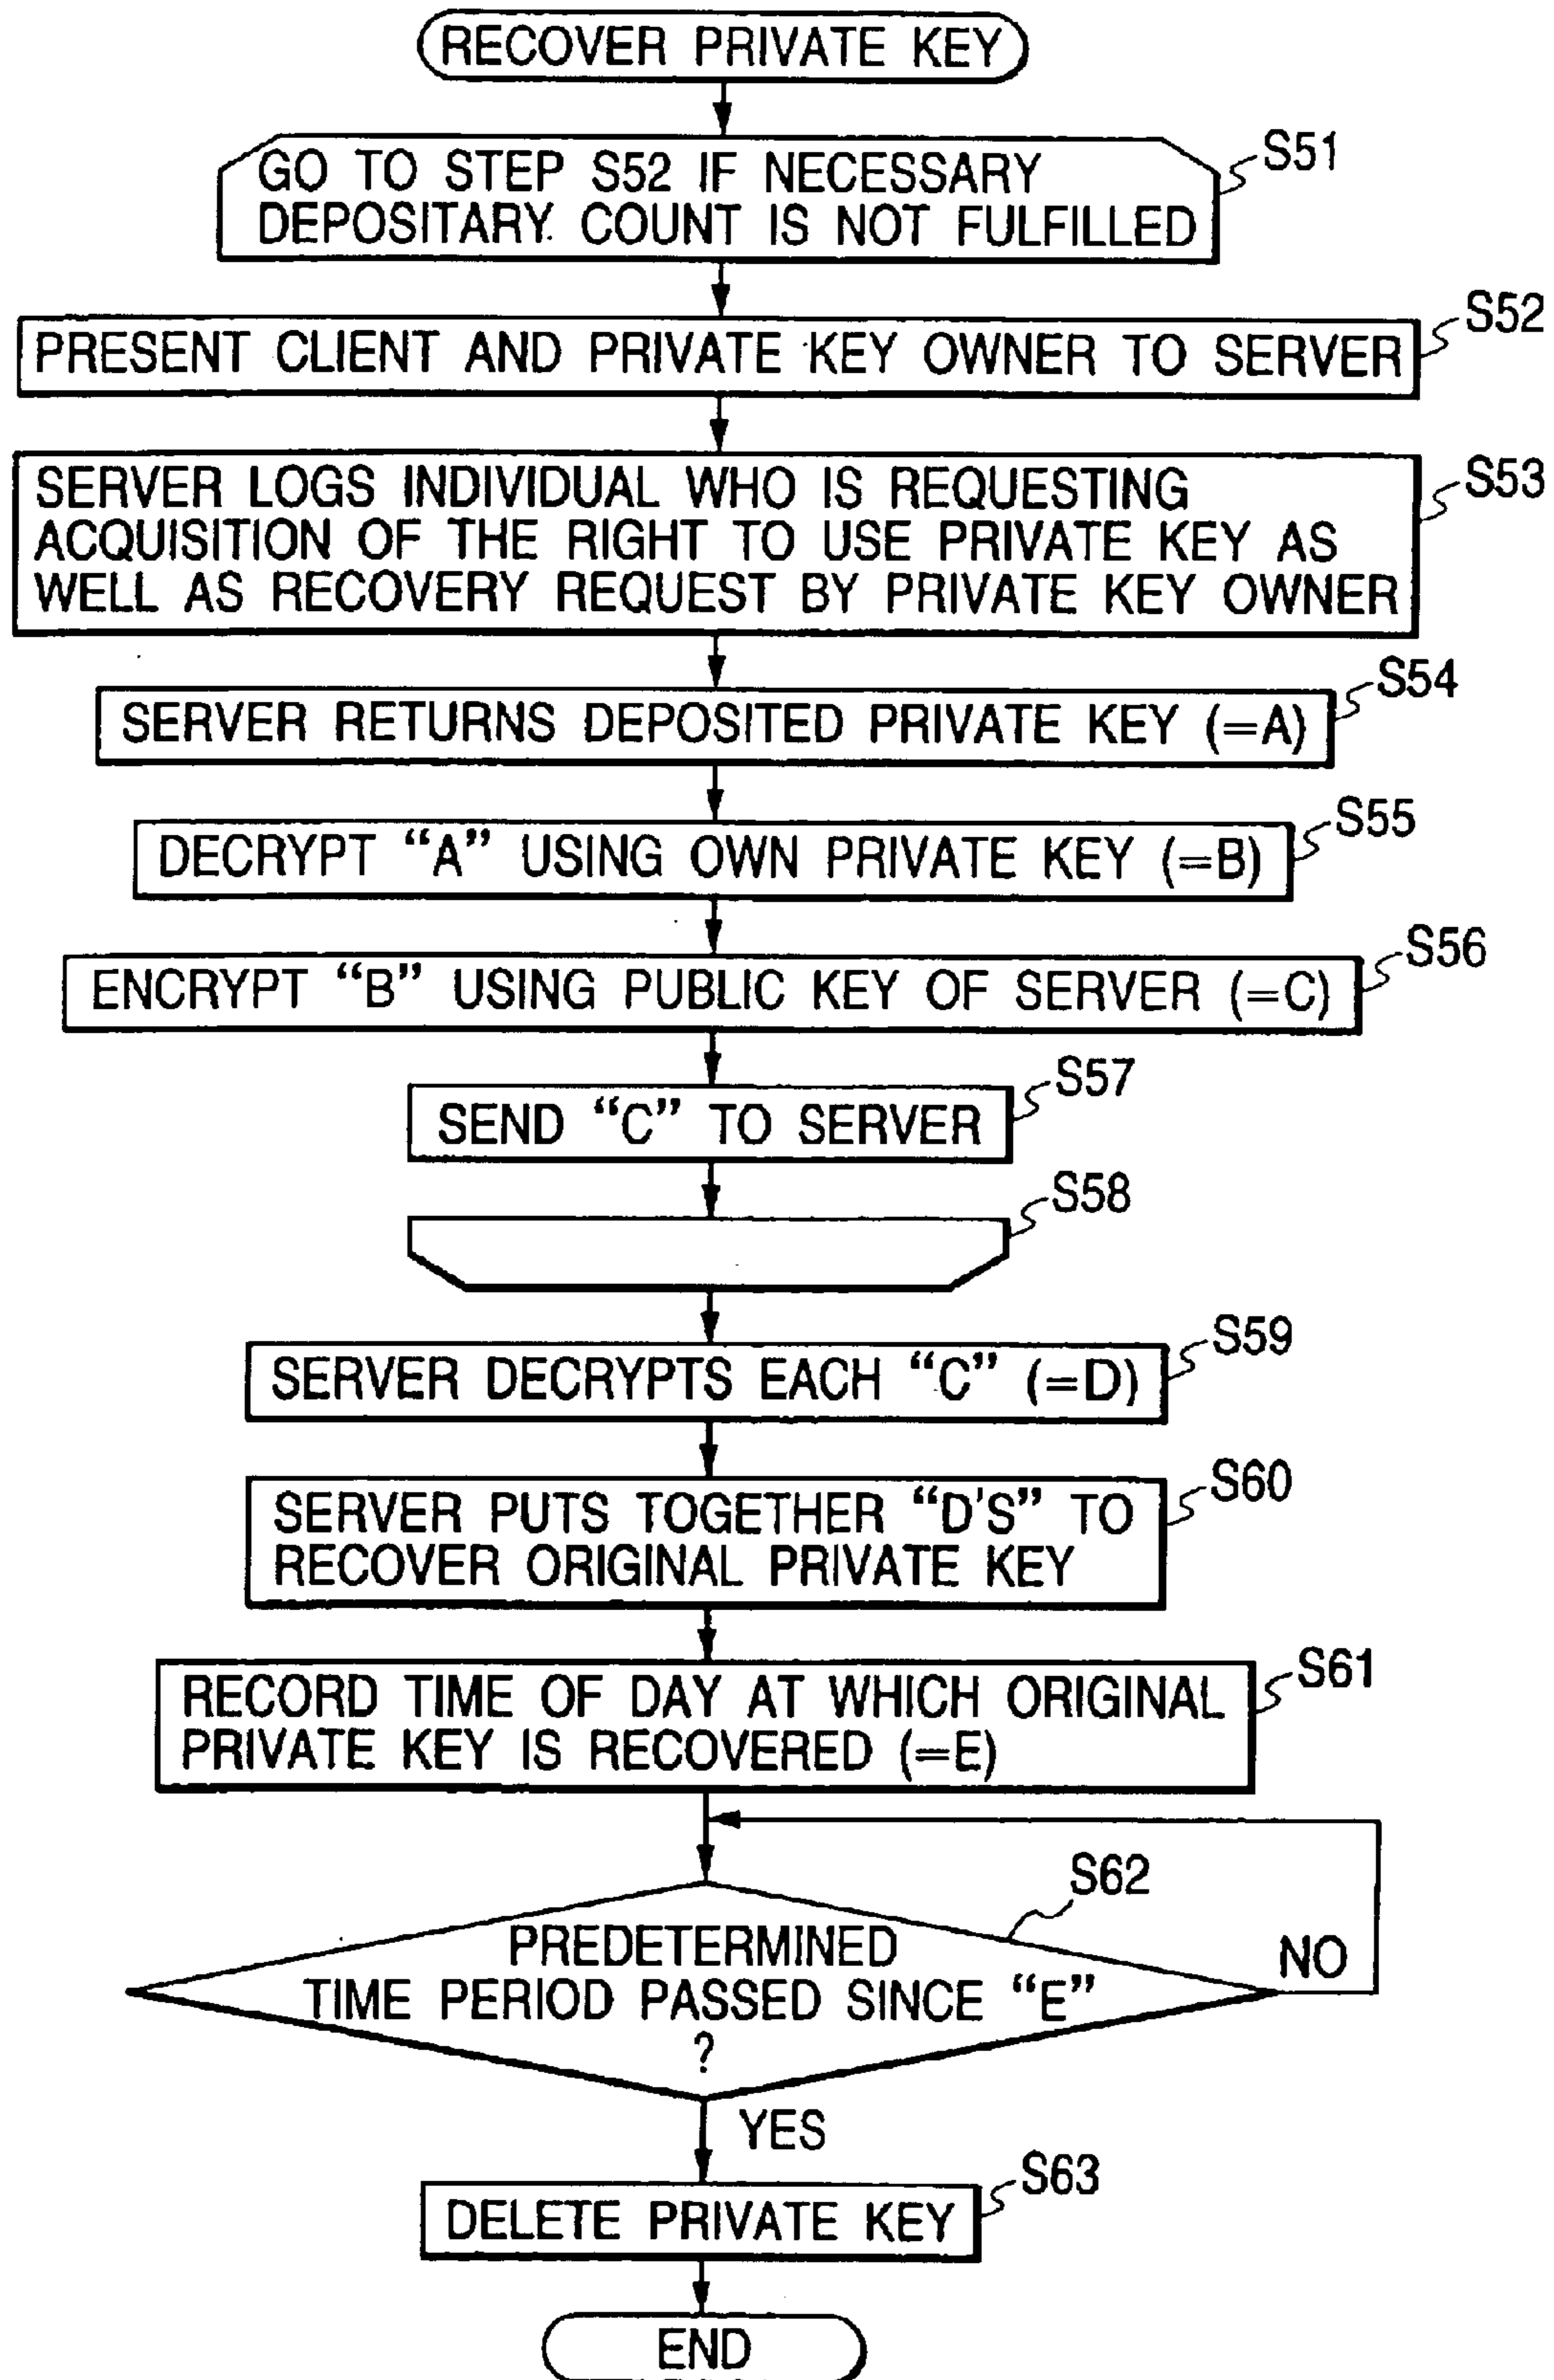 RECOVER PRIVATE KEY
GO TO STEP S52 IF NECESSARY
DEPOSITARY COUNT IS NOT FULFILLED
S51
PRESENT CLIENT AND PRIVATE KEY OWNER TO SERVER
S52
SERVER LOGS INDIVIDUAL WHO IS REQUESTING
ACQUISITION OF THE RIGHT TO USE PRIVATE KEY AS
WELL AS RECOVERY REQUEST BY PRIVATE KEY OWNER
S53
SERVER RETURNS DEPOSITED PRIVATE KEY (=A)
S54
DECRYPT “A” USING OWN PRIVATE KEY (=B)
S55
ENCRYPT “B” USING PUBLIC KEY OF SERVER (=C)
S56
SEND “C” TO SERVER
S57
S58
SERVER DECRYPTS EACH “C” (=D)
S59
SERVER PUTS TOGETHER “D'S” TO
RECOVER ORIGINAL PRIVATE KEY
S60
RECORD TIME OF DAY AT WHICH ORIGINAL
PRIVATE KEY IS RECOVERED (=E)
S61
S62
PREDETERMINED
TIME PERIOD PASSED SINCE “E”
?
NO
YES
DELETE PRIVATE KEY
S63
END